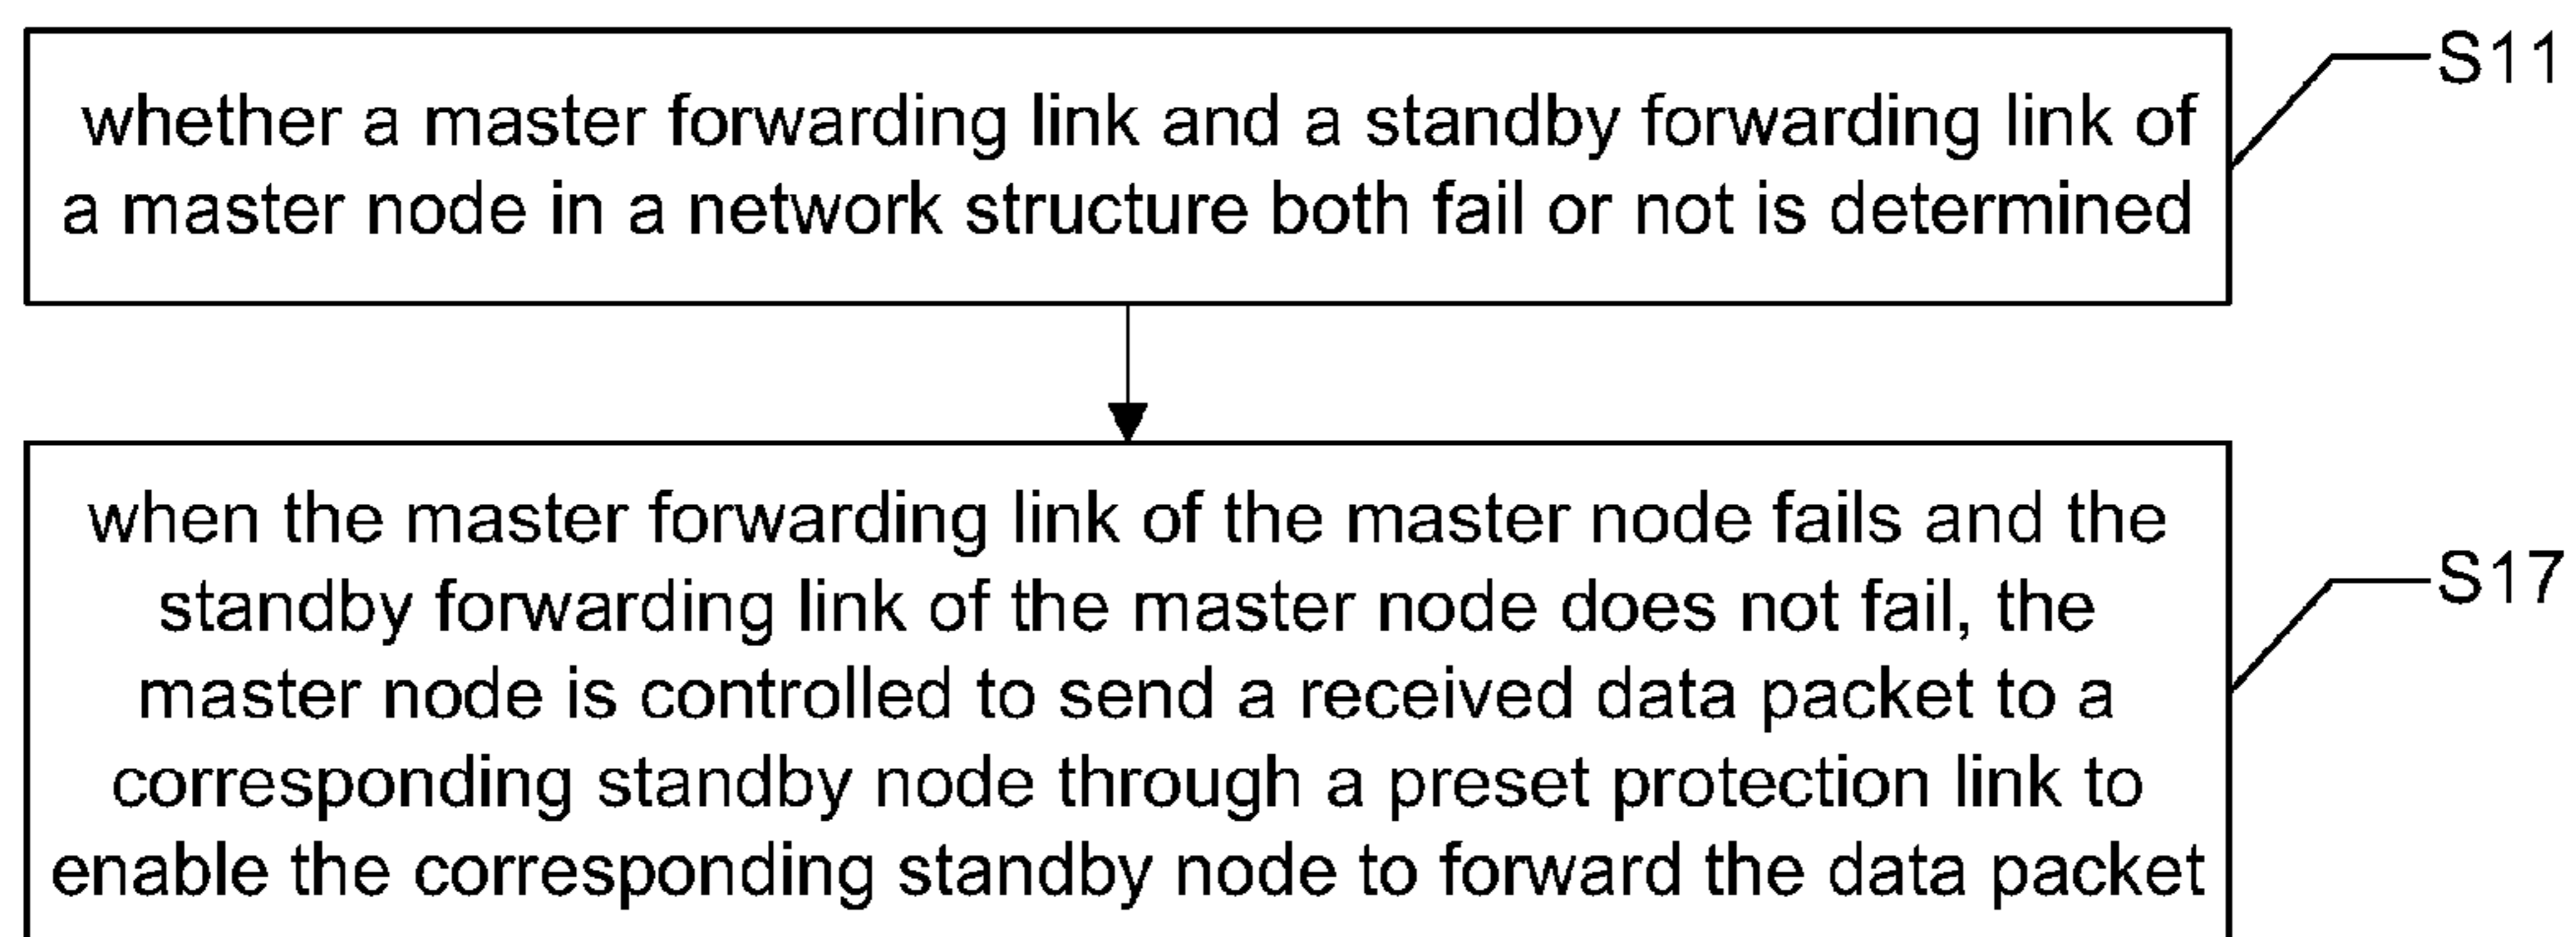 whether a master forwarding link and a standby forwarding link of
a master node in a network structure both fail or not is determined
S11
when the master forwarding link of the master node fails and the
standby forwarding link of the master node does not fail, the
master node is controlled to send a received data packet to a
corresponding standby node through a preset protection link to
enable the corresponding standby node to forward the data packet
S17